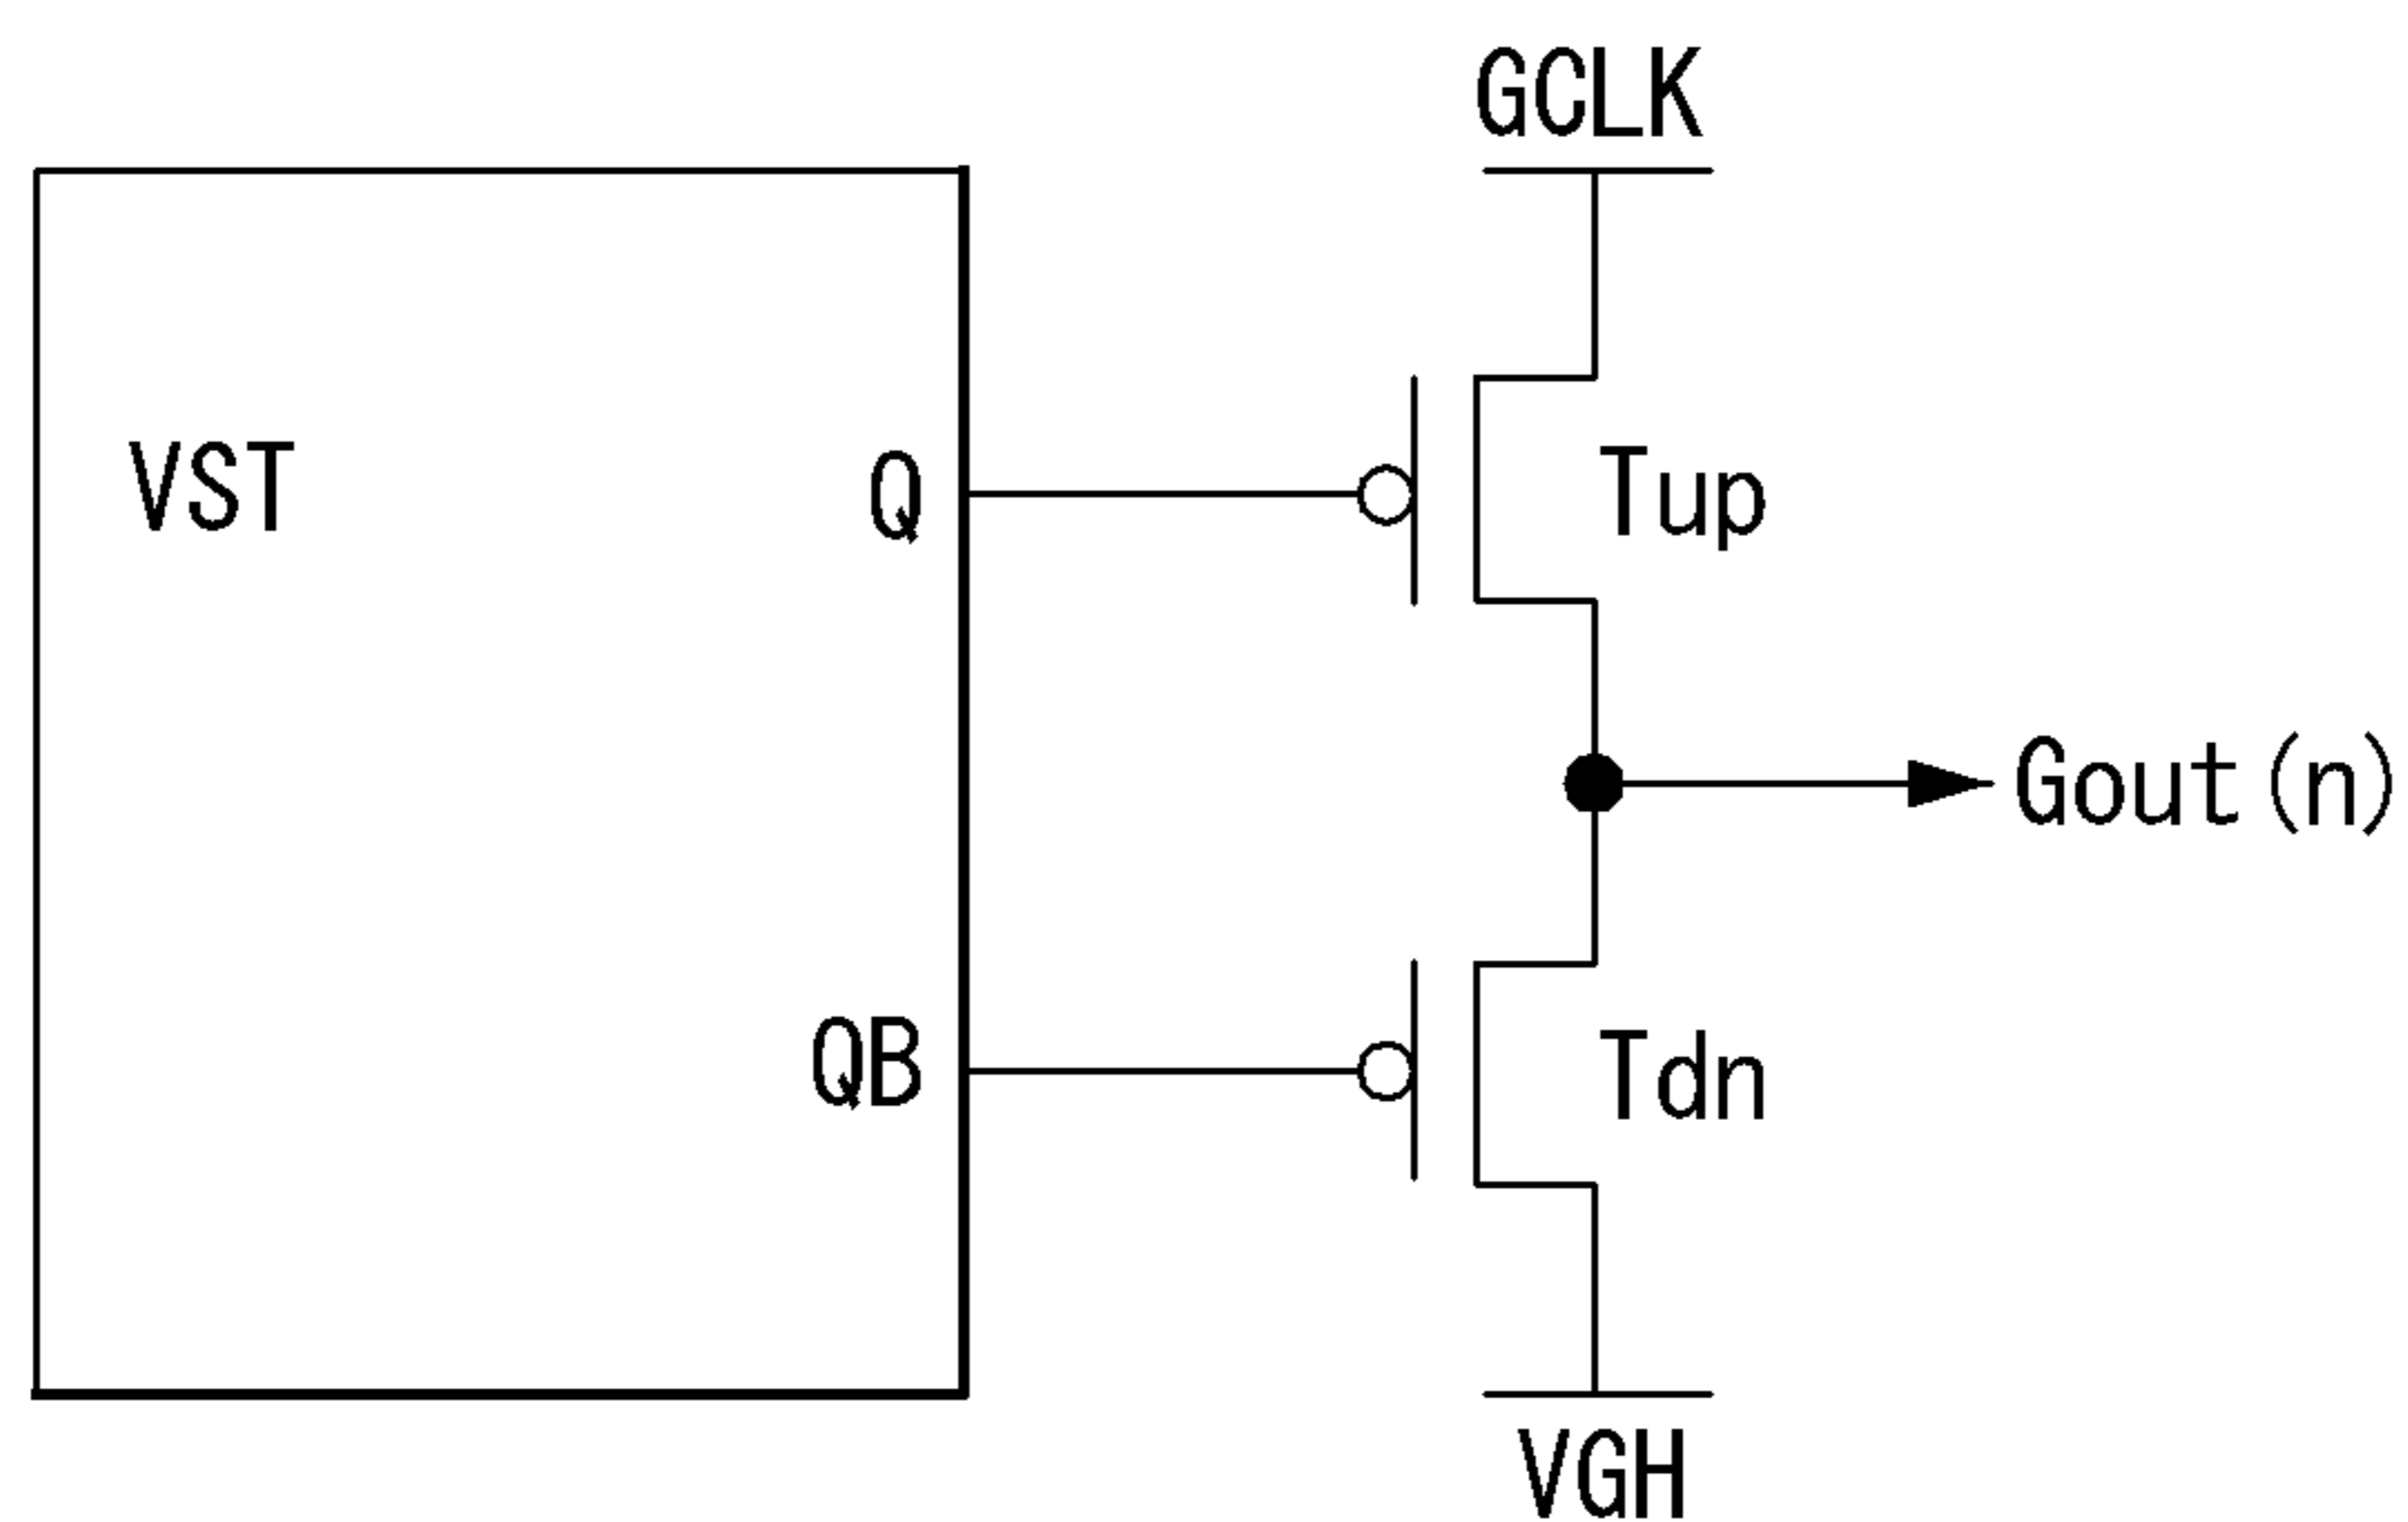 GCLK
VST
Q
Tup
Gout(n)
QB
Tdn
VGH